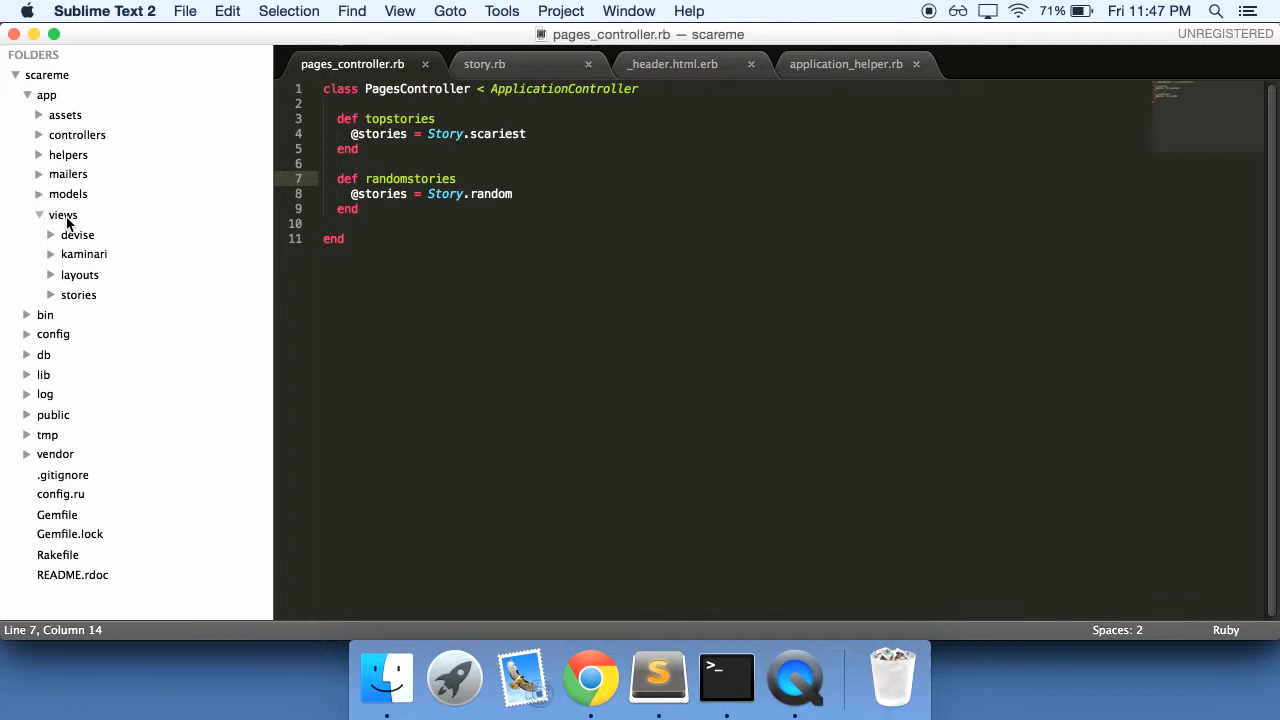 Sublime Text 2 File Edit Selection Find View Goto Tools Project Window Help 71% Fri 11:47 PM
pages_controller.rb — scareme UNREGISTERED
FOLDERS
scareme
app
assets
controllers
helpers
mailers
models
views
devise
kaminari
layouts
stories
bin
config
db
lib
log
public
tmp
vendor
.gitignore
config.ru
Gemfile
Gemfile.lock
Rakefile
README.rdoc
pages_controller.rb × story.rb × _header.html.erb × application_helper.rb ×
1 class PagesController < ApplicationController
2
3 def topstories
4 @stories = Story.scariest
5 end
6
7 def randomstories
8 @stories = Story.random
9 end
10
11 end
Line 7, Column 14 Spaces: 2 Ruby